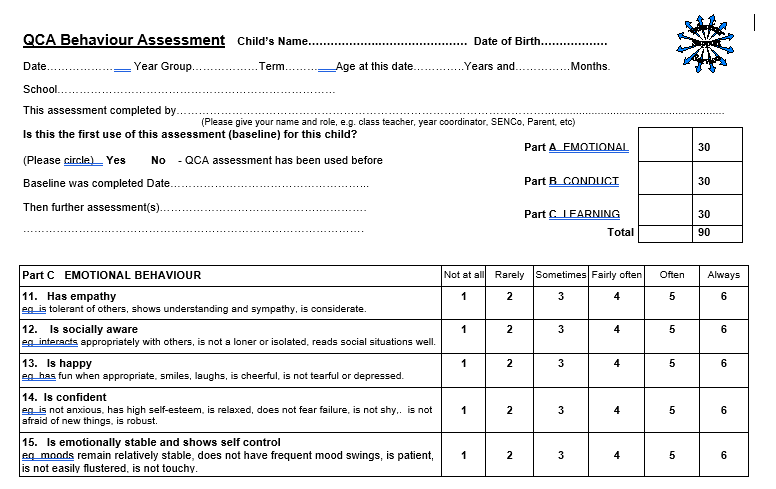 QCA Behaviour Assessment Child's Name…………………………………… Date of Birth………………
Date………………___ Year Group………………Term………___Age at this date…………Years and…………Months.
School……………………………………………………………
This assessment completed by………………………………………………………………………………………………
(Please give your name and role, e.g. class teacher, year coordinator, SENCo, Parent, etc)
Is this the first use of this assessment (baseline) for this child?
(Please circle) Yes No - QCA assessment has been used before
Baseline was completed Date…………………………………………..
Then further assessment(s)………………………………………………
…………………………………………………………………………….
Part A EMOTIONAL 30
Part B CONDUCT 30
Part C LEARNING 30
Total 90
Part C EMOTIONAL BEHAVIOUR Not at all Rarely Sometimes Fairly often Often Always
11. Has empathy 1 2 3 4 5 6
eg is tolerant of others, shows understanding and sympathy, is considerate.
12. Is socially aware 1 2 3 4 5 6
eg interacts appropriately with others, is not a loner or isolated, reads social situations well.
13. Is happy 1 2 3 4 5 6
eg has fun when appropriate, smiles, laughs, is cheerful, is not tearful or depressed.
14. Is confident 1 2 3 4 5 6
eg is not anxious, has high self-esteem, is relaxed, does not fear failure, is not shy,. is not
afraid of new things, is robust.
15. Is emotionally stable and shows self control 1 2 3 4 5 6
eg moods remain relatively stable, does not have frequent mood swings, is patient,
is not easily flustered, is not touchy.